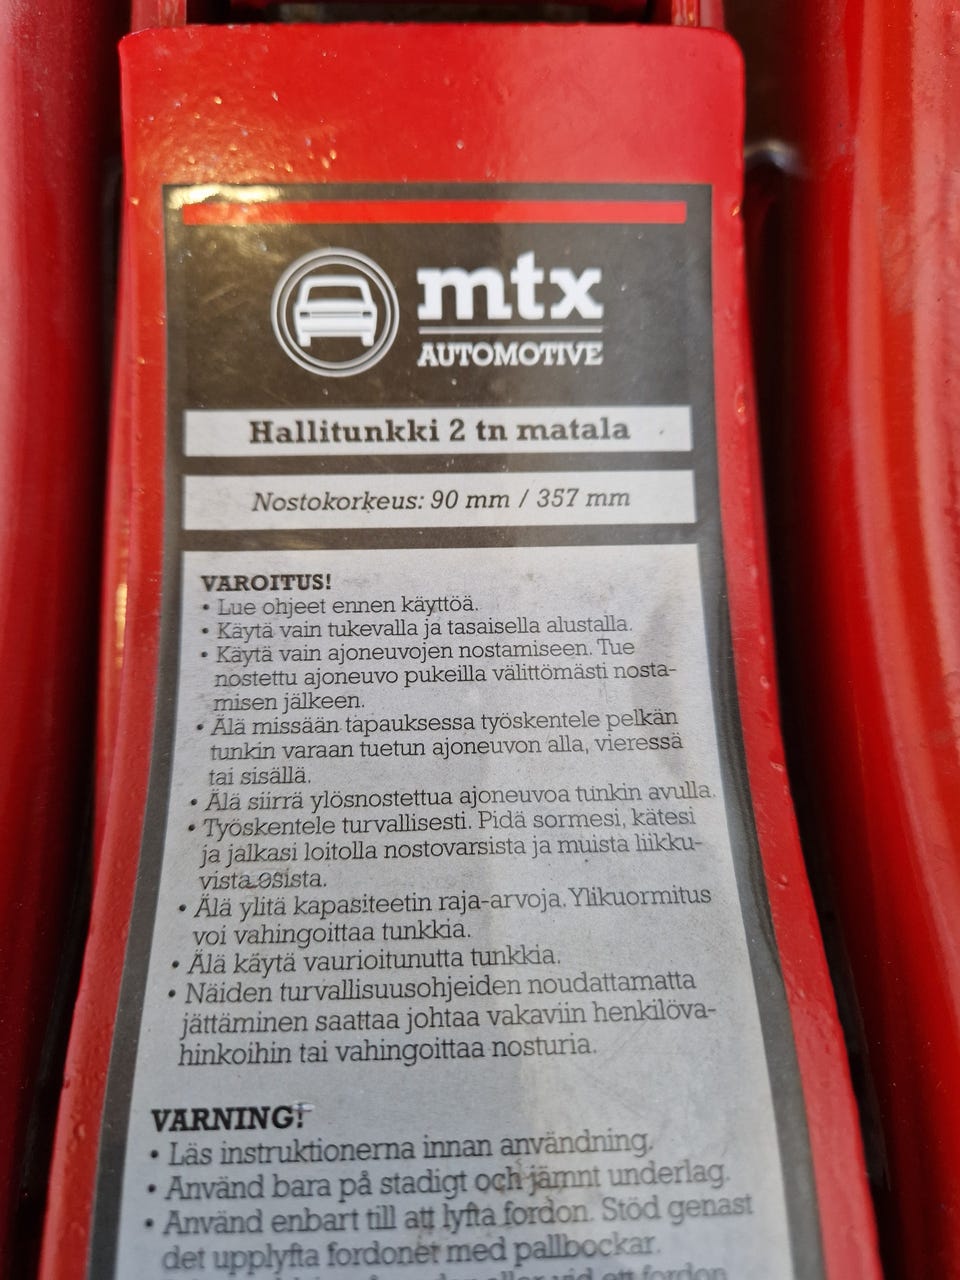 mtx
AUTOMOTIVE
Hallitunkki 2 tn matala
Nostokorkeus: 90 mm / 357 mm
VAROITUS!
• Lue ohjeet ennen käyttöä.
• Käytä vain tukevalla ja tasaisella alustalla.
• Käytä vain ajoneuvojen nostamiseen. Tue
nostettu ajoneuvo pukeilla välittömästi nosta-
misen jälkeen.
• Älä missään tapauksessa työskentele pelkän
tunkin varaan tuetun ajoneuvon alla, vieressä
tai sisällä.
• Älä siirrä ylösnostettua ajoneuvoa tunkin avulla.
• Työskentele turvallisesti. Pidä sormesi, kätesi
ja jalkasi loitolla nostovarsista ja muista liikku-
vista osista.
• Älä ylitä kapasiteetin raja-arvoja. Ylikuormitus
voi vahingoittaa tunkkia.
• Älä käytä vaurioitunutta tunkkia.
• Näiden turvallisuusohjeiden noudattamatta
jättäminen saattaa johtaa vakaviin henkilöva-
hinkoihin tai vahingoittaa nosturia.
VARNING!
• Läs instruktionerna innan användning.
• Använd bara på stadigt och jämnt underlag.
• Använd enbart till att lyfta fordon. Stöd genast
det upplyfta fordonet med pallbockar.
eller vid ett fordon